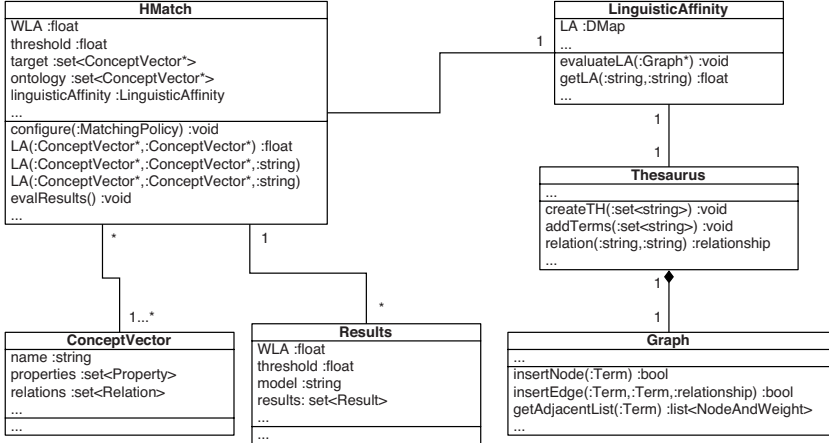 HMatch
WLA :float
threshold :float
target :set<ConceptVector*>
ontology :set<ConceptVector*>
linguisticAffinity :LinguisticAffinity
...
configure(:MatchingPolicy) :void
LA(:ConceptVector*,:ConceptVector*) :float
LA(:ConceptVector*,:ConceptVector*,:string)
LA(:ConceptVector*,:ConceptVector*,:string)
evalResults() :void
...
1
LinguisticAffinity
LA :DMap
...
evaluateLA(:Graph*) :void
getLA(:string,:string) :float
...
1
1
Thesaurus
...
createTH(:set<string>) :void
addTerms(:set<string>) :void
relation(:string,:string) :relationship
...
1
1
*
1...*
1
*
ConceptVector
name :string
properties :set<Property>
relations :set<Relation>
...
...
Results
WLA :float
threshold :float
model :string
results: set<Result>
...
...
Graph
...
insertNode(:Term) :bool
insertEdge(:Term,:Term,:relationship) :bool
getAdjacentList(:Term) :list<NodeAndWeight>
...